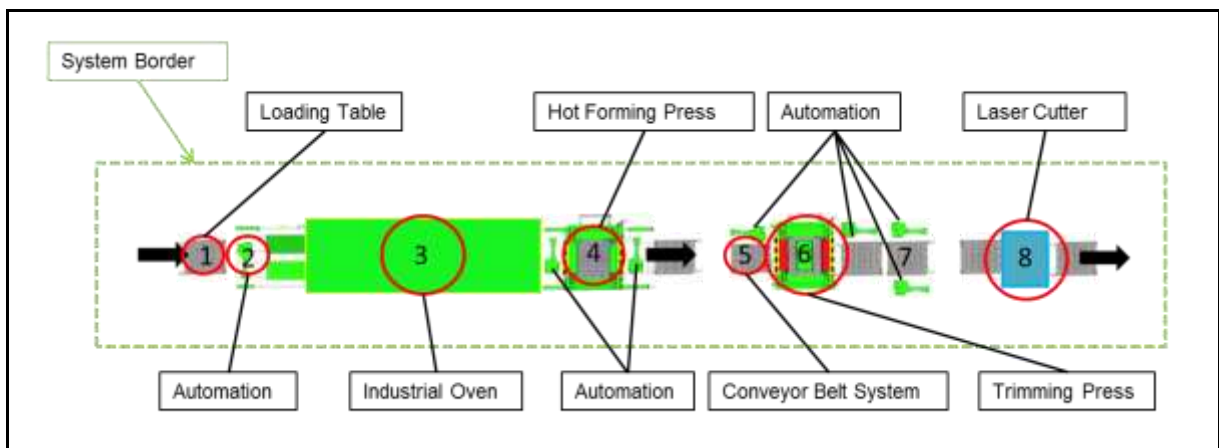 System Border
Loading Table
Hot Forming Press
Automation
Laser Cutter
1
2
3
4
5
6
7
8
Automation
Industrial Oven
Automation
Conveyor Belt System
Trimming Press